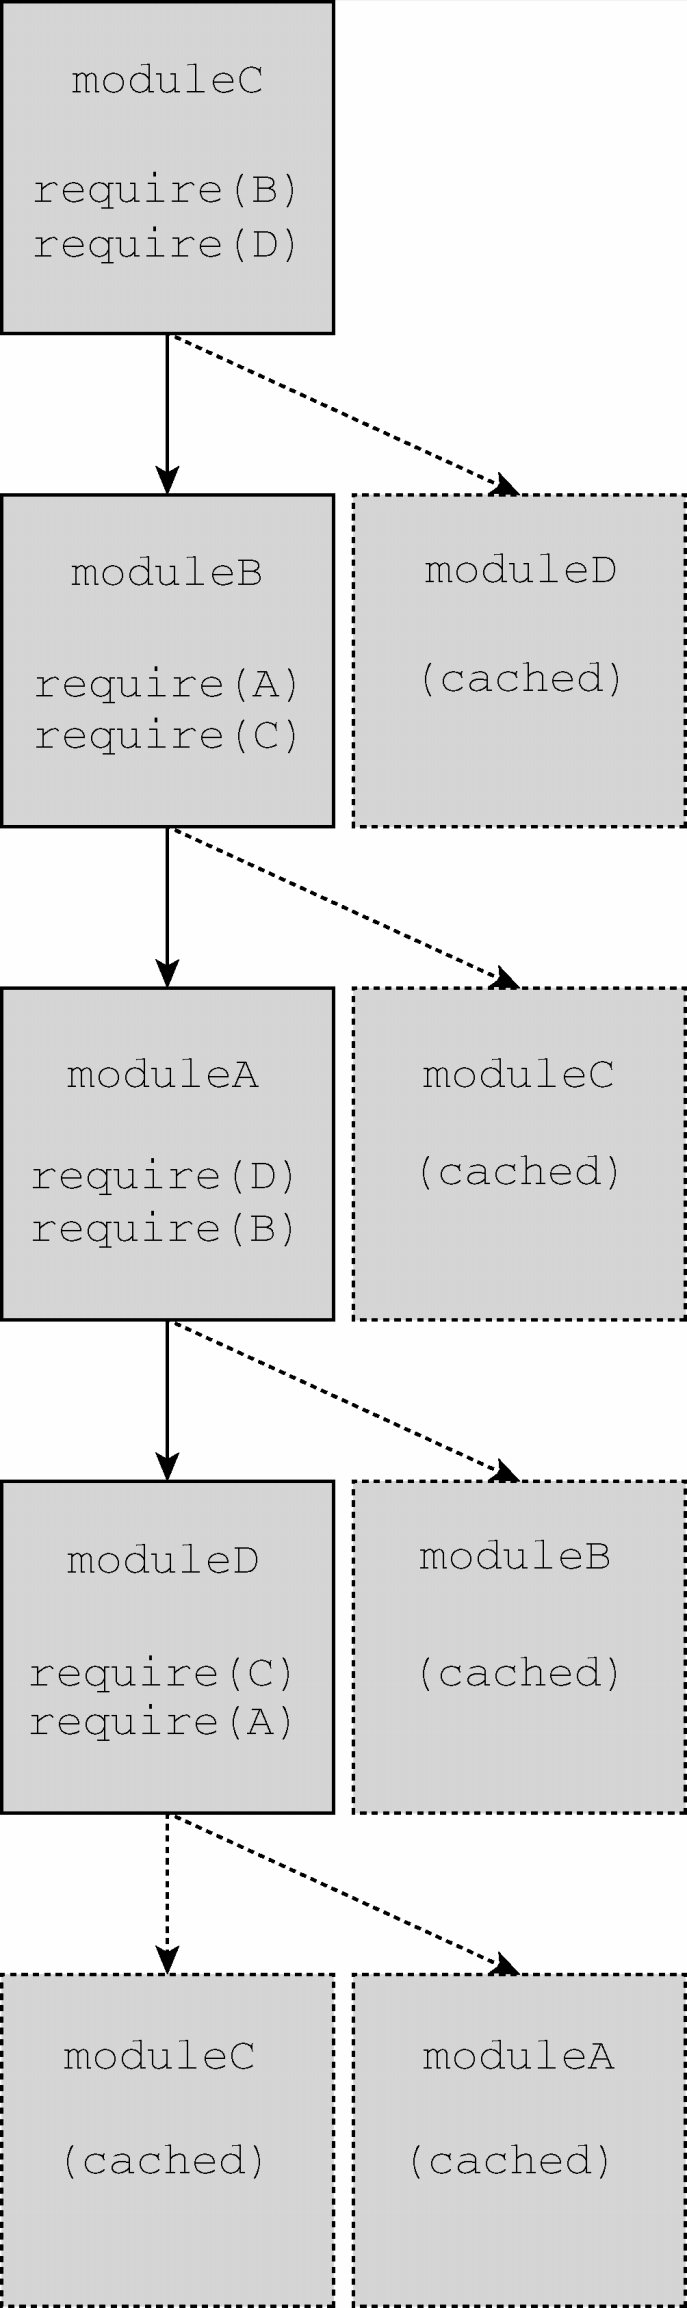 moduleC
require(B)
require(D)
moduleB
require(A)
require(C)
moduleD
(cached)
moduleA
require(D)
require(B)
moduleC
(cached)
moduleD
require(C)
require(A)
moduleB
(cached)
moduleC
(cached)
moduleA
(cached)